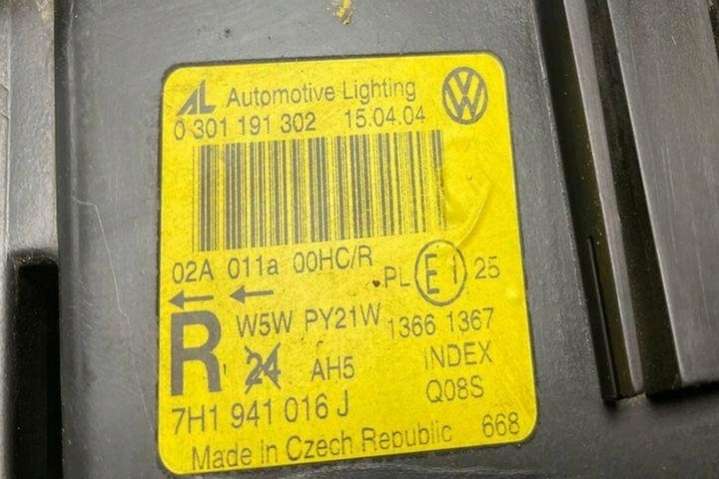 AL Automotive Lighting VW
0 301 191 302 15.04.04
02A 011a 00HC/R
PL E1 25
R W5W PY21W 1366 1367
24 AH5 INDEX
7H1 941 016 J Q08S
Made in Czech Republic 668